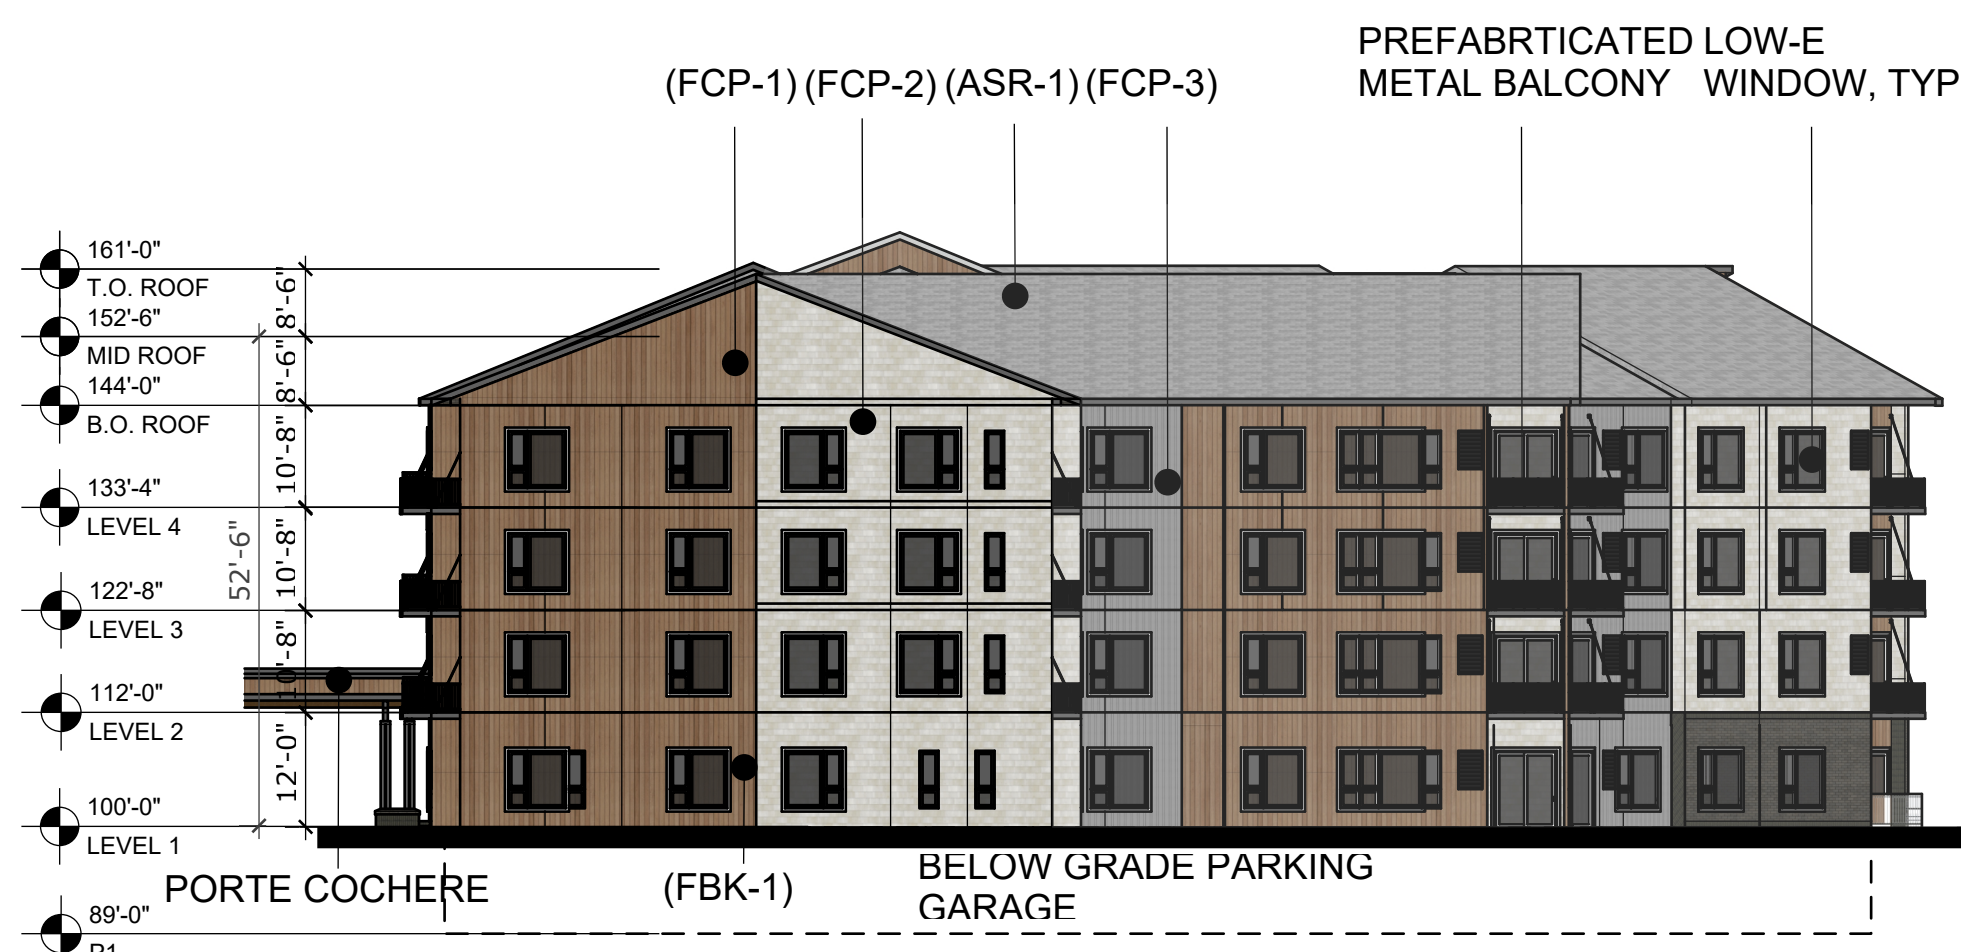 PREFABRTICATED LOW-E
(FCP-1) (FCP-2) (ASR-1) (FCP-3) METAL BALCONY WINDOW, TYP
161'-0"
T.O. ROOF
8'-6"
152'-6"
MID ROOF
8'-6"
144'-0"
B.O. ROOF
10'-8"
133'-4"
LEVEL 4
52'-6"
10'-8"
122'-8"
LEVEL 3
10'-8"
112'-0"
LEVEL 2
12'-0"
100'-0"
LEVEL 1
PORTE COCHERE
(FBK-1)
BELOW GRADE PARKING
GARAGE
89'-0"
P1